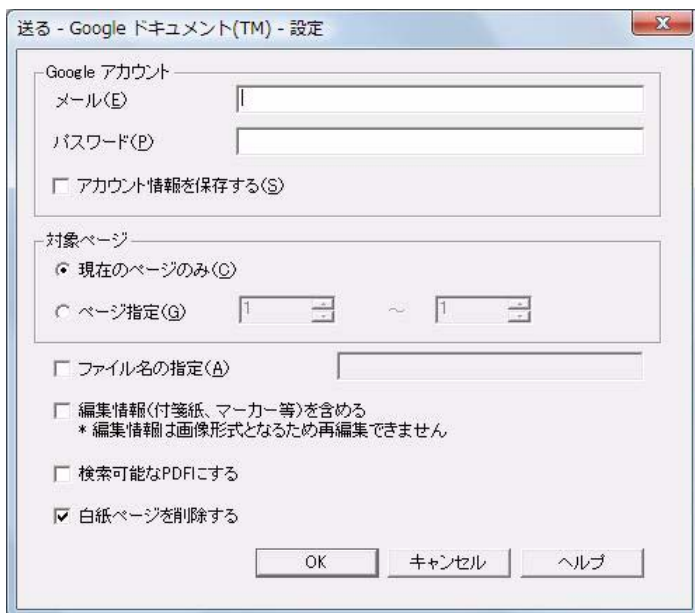 送る - Google ドキュメント(TM) - 設定
Google アカウント
メール(E)
パスワード(P)
アカウント情報を保存する(S)
対象ページ
現在のページのみ(C)
ページ指定(G) 1 ～ 1
ファイル名の指定(A)
編集情報(付箋紙、マーカー等)を含める
* 編集情報は画像形式となるため再編集できません
検索可能なPDFにする
白紙ページを削除する
OK キャンセル ヘルプ